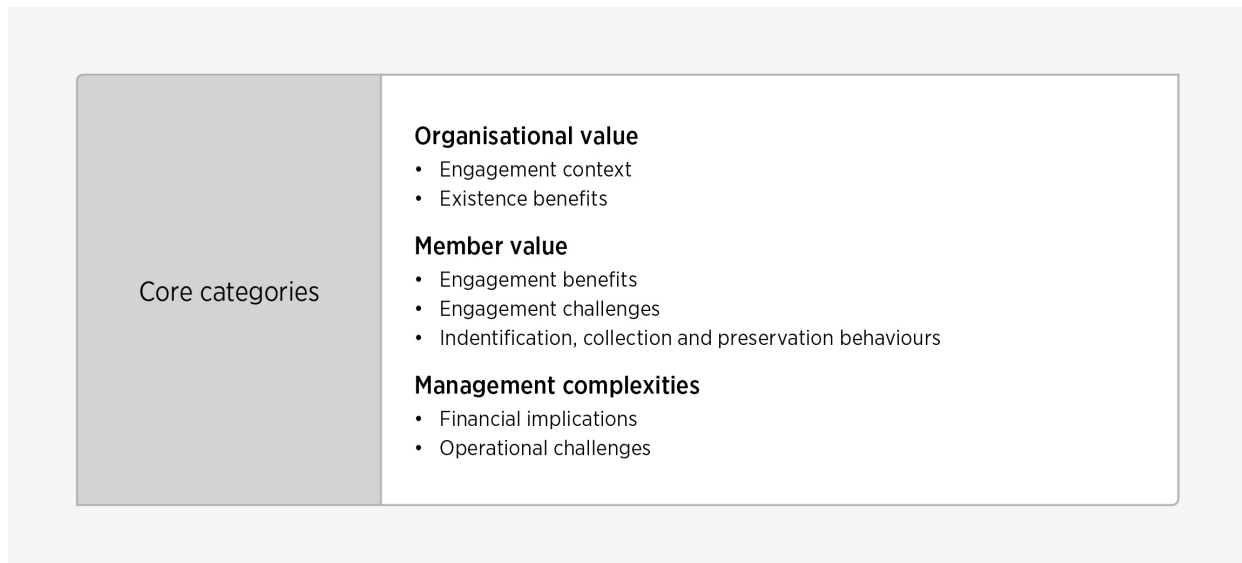 Core categories
Organisational value
• Engagement context
• Existence benefits
Member value
• Engagement benefits
• Engagement challenges
• Indentification, collection and preservation behaviours
Management complexities
• Financial implications
• Operational challenges